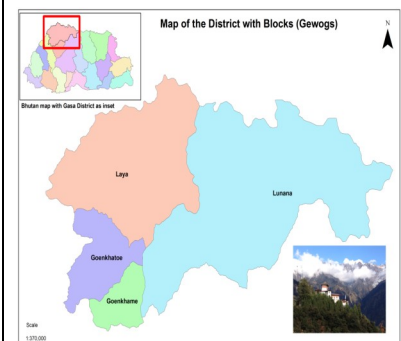 Map of the District with Blocks (Gewogs)
N
Bhutan map with Gasa District as inset
Laya
Lunana
Goenkhatoe
Goenkhame
Scale
1:370,000